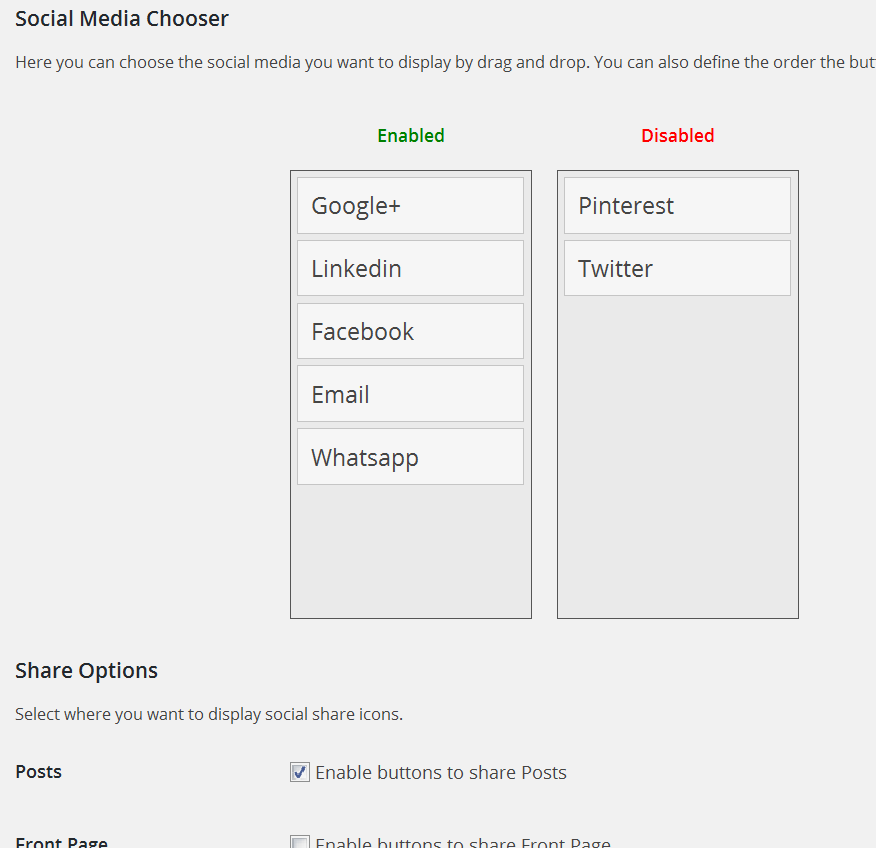 Social Media Chooser
Here you can choose the social media you want to display by drag and drop. You can also define the order the but
Enabled
Disabled
Google+
Pinterest
Linkedin
Twitter
Facebook
Email
Whatsapp
Share Options
Select where you want to display social share icons.
Posts
Enable buttons to share Posts
Front Page
Enable buttons to share Front Page